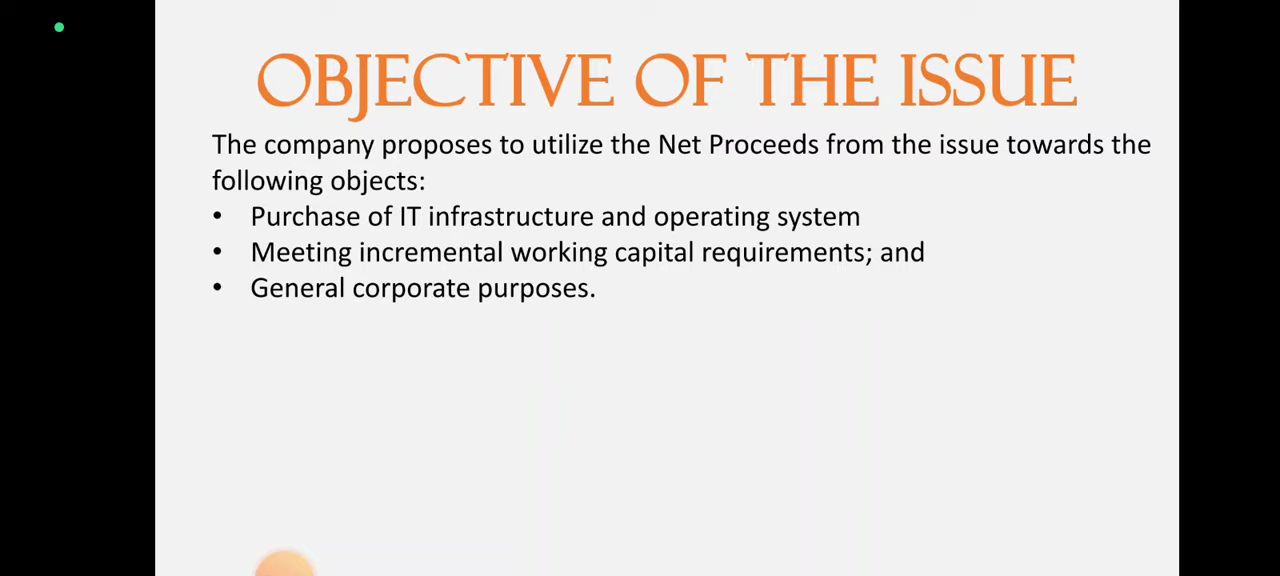 OBJECTIVE OF THE ISSUE
The company proposes to utilize the Net Proceeds from the issue towards the
following objects:
• Purchase of IT infrastructure and operating system
• Meeting incremental working capital requirements; and
• General corporate purposes.